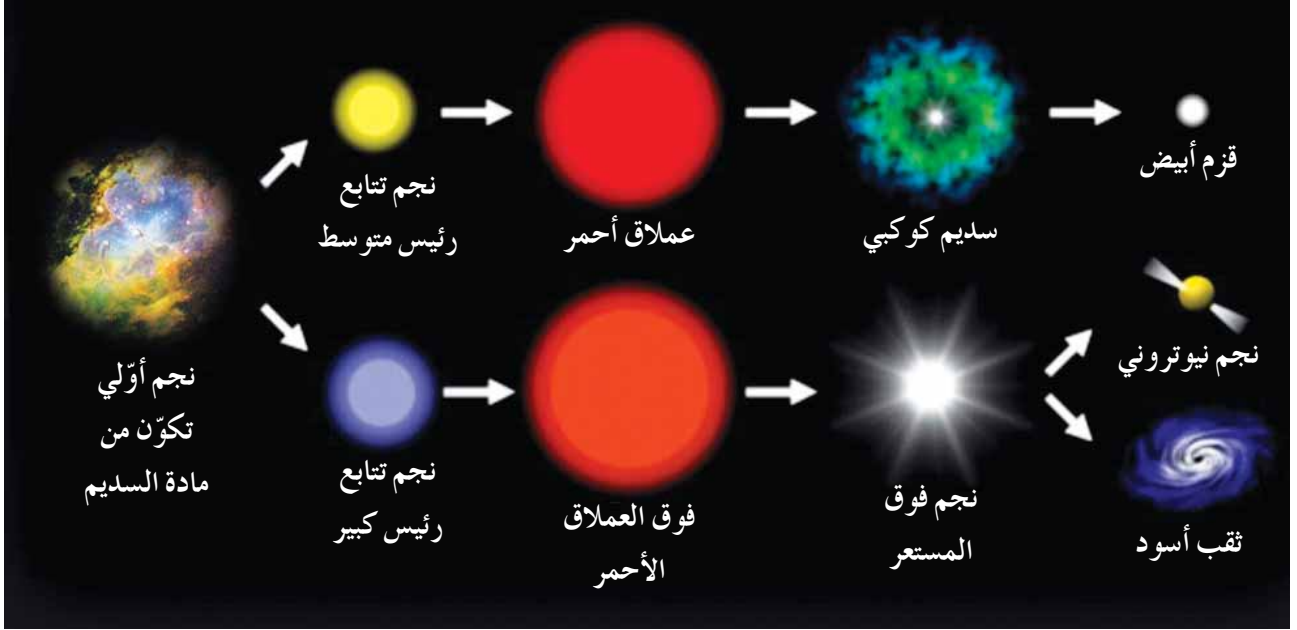 نجم أوّلي
تكوّن من
مادة السديم
نجم تتابع
رئيس متوسط
عملاق أحمر
سديم كوكبي
قزم أبيض
نجم تتابع
رئيس كبير
فوق العملاق
الأحمر
نجم فوق
المستعر
نجم نيوتروني
ثقب أسود